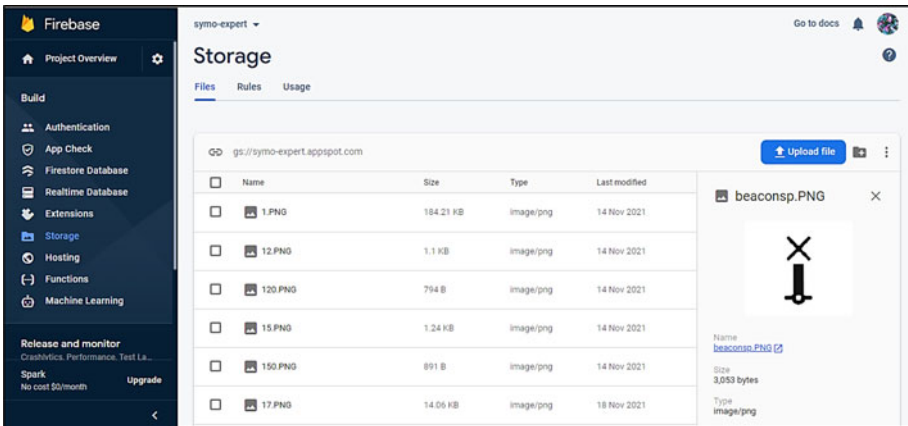 Firebase
Project Overview
Build
Authentication
App Check
Firestore Database
Realtime Database
Extensions
Storage
Hosting
Functions
Machine Learning
Release and monitor
Crashlytics. Performance. Test La...
Spark
No cost $0/month
Upgrade
symo-expert
Go to docs
Storage
Files Rules Usage
gs://symo-expert.appspot.com
Upload file
Name Size Type Last modified
1.PNG 184.21 KB image/png 14 Nov 2021
12.PNG 1.1 KB image/png 14 Nov 2021
120.PNG 794 B image/png 14 Nov 2021
15.PNG 1.24 KB image/png 14 Nov 2021
150.PNG 891 B image/png 14 Nov 2021
17.PNG 14.06 KB image/png 18 Nov 2021
beaconsp.PNG
Name
beaconsp.PNG
Size
3,053 bytes
Type
image/png